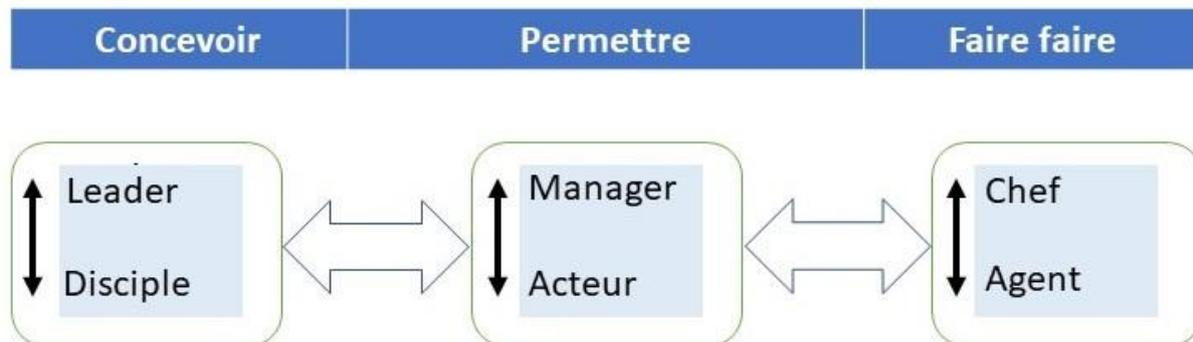 Concevoir Permettre Faire faire
Leader
Disciple
Manager
Acteur
Chef
Agent